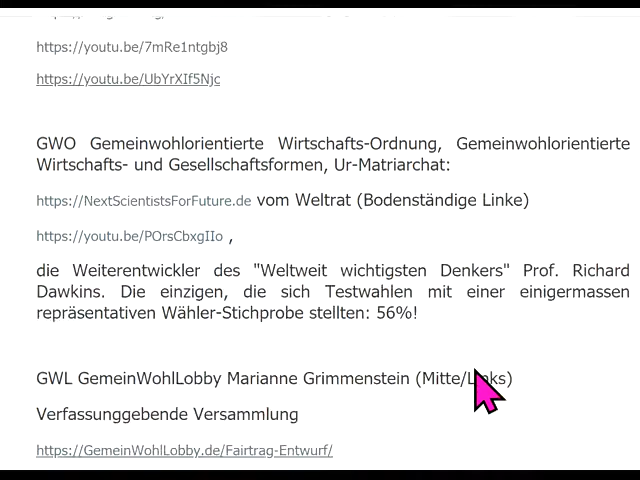 https://youtu.be/7mRe1ntgbj8
https://youtu.be/UbYrXIf5Njc
GWO Gemeinwohlorientierte Wirtschafts-Ordnung, Gemeinwohlorientierte
Wirtschafts- und Gesellschaftsformen, Ur-Matriarchat:
https://NextScientistsForFuture.de vom Weltrat (Bodenständige Linke)
https://youtu.be/POrsCbxgIIo ,
die Weiterentwickler des "Weltweit wichtigsten Denkers" Prof. Richard
Dawkins. Die einzigen, die sich Testwahlen mit einer einigermassen
repräsentativen Wähler-Stichprobe stellten: 56%!
GWL GemeinWohlLobby Marianne Grimmenstein (Mitte/Links)
Verfassunggebende Versammlung
https://GemeinWohlLobby.de/Fairtrag-Entwurf/